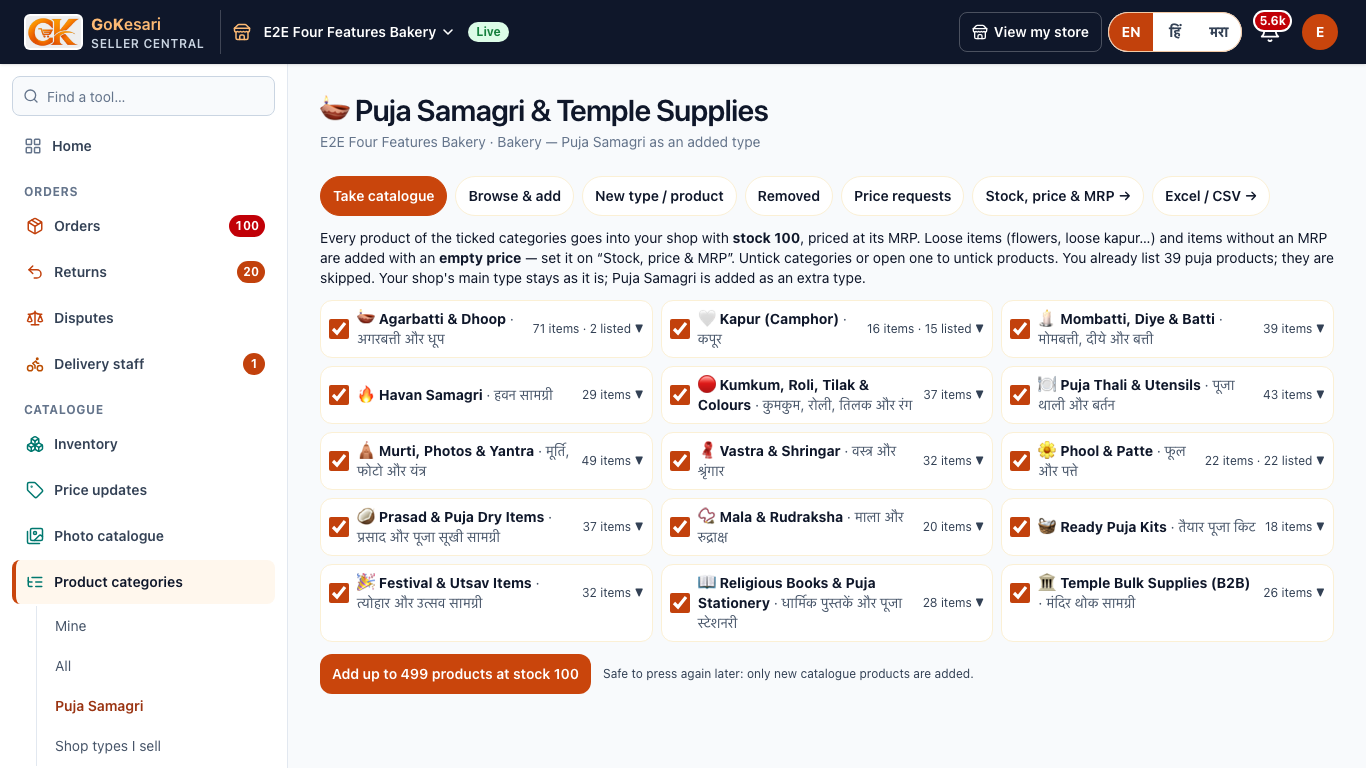 GK GoKesari
SELLER CENTRAL
E2E Four Features Bakery
Live
View my store
EN हिं मरा
5.6k
E
Find a tool...
Home
ORDERS
Orders 100
Returns 20
Disputes
Delivery staff 1
CATALOGUE
Inventory
Price updates
Photo catalogue
Product categories
Mine
All
Puja Samagri
Shop types I sell
Puja Samagri & Temple Supplies
E2E Four Features Bakery · Bakery — Puja Samagri as an added type
Take catalogue
Browse & add
New type / product
Removed
Price requests
Stock, price & MRP →
Excel / CSV →
Every product of the ticked categories goes into your shop with stock 100, priced at its MRP. Loose items (flowers, loose kapur...) and items without an MRP
are added with an empty price — set it on “Stock, price & MRP”. Untick categories or open one to untick products. You already list 39 puja products; they are
skipped. Your shop's main type stays as it is; Puja Samagri is added as an extra type.
Agarbatti & Dhoop ·
अगरबत्ती और धूप
71 items · 2 listed ▼
Kapur (Camphor) ·
कपूर
16 items · 15 listed ▼
Mombatti, Diye & Batti ·
मोमबत्ती, दीये और बत्ती
39 items ▼
Havan Samagri · हवन सामग्री
29 items ▼
Kumkum, Roli, Tilak &
Colours · कुमकुम, रोली, तिलक और रंग
37 items ▼
Puja Thali & Utensils · पूजा
थाली और बर्तन
43 items ▼
Murti, Photos & Yantra · मूर्ति,
फोटो और यंत्र
49 items ▼
Vastra & Shringar · वस्त्र और
श्रृंगार
32 items ▼
Phool & Patte · फूल
और पत्ते
22 items · 22 listed ▼
Prasad & Puja Dry Items ·
प्रसाद और पूजा सूखी सामग्री
37 items ▼
Mala & Rudraksha · माला और
रुद्राक्ष
20 items ▼
Ready Puja Kits · तैयार पूजा किट
18 items ▼
Festival & Utsav Items ·
त्योहार और उत्सव सामग्री
32 items ▼
Religious Books & Puja
Stationery · धार्मिक पुस्तकें और पूजा
स्टेशनरी
28 items ▼
Temple Bulk Supplies (B2B)
· मंदिर थोक सामग्री
26 items ▼
Add up to 499 products at stock 100
Safe to press again later: only new catalogue products are added.